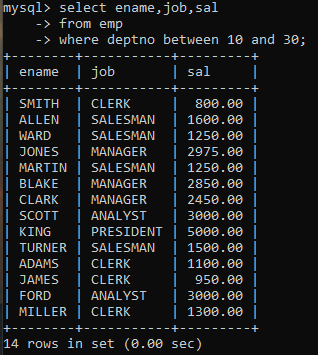 mysql> select ename,job,sal
    -> from emp
    -> where deptno between 10 and 30;
+--------+-----------+---------+
| ename  | job       | sal     |
+--------+-----------+---------+
| SMITH  | CLERK     |  800.00 |
| ALLEN  | SALESMAN  | 1600.00 |
| WARD   | SALESMAN  | 1250.00 |
| JONES  | MANAGER   | 2975.00 |
| MARTIN | SALESMAN  | 1250.00 |
| BLAKE  | MANAGER   | 2850.00 |
| CLARK  | MANAGER   | 2450.00 |
| SCOTT  | ANALYST   | 3000.00 |
| KING   | PRESIDENT | 5000.00 |
| TURNER | SALESMAN  | 1500.00 |
| ADAMS  | CLERK     | 1100.00 |
| JAMES  | CLERK     |  950.00 |
| FORD   | ANALYST   | 3000.00 |
| MILLER | CLERK     | 1300.00 |
+--------+-----------+---------+
14 rows in set (0.00 sec)